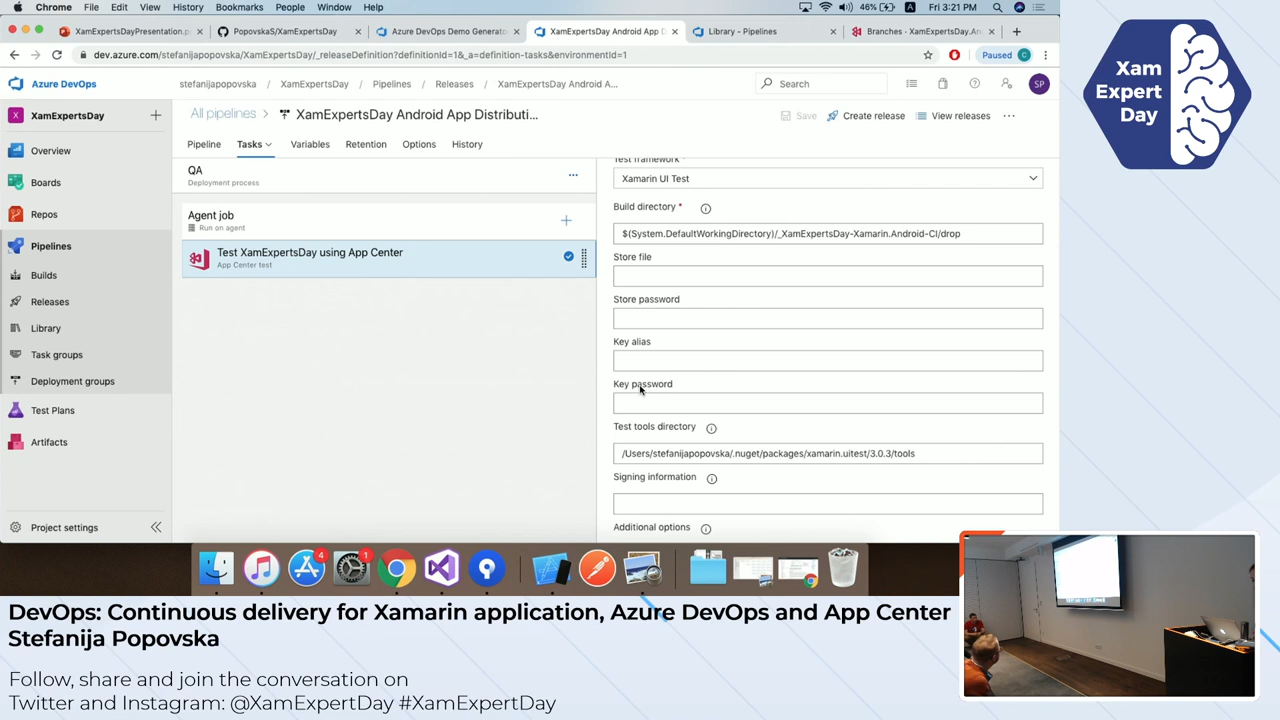 Chrome File Edit View History Bookmarks People Window Help 46% A Fri 3:21 PM
XamExpertsDayPresentation.p
PopovskaS/XamExpertsDay
Azure DevOps Demo Generato
XamExpertsDay Android App D
Library - Pipelines
Branches · XamExpertsDay.An
dev.azure.com/stefanijapopovska/XamExpertsDay/_releaseDefinition?definitionId=1&_a=definition-tasks&environmentId=1
Paused
Azure DevOps
stefanijapopovska / XamExpertsDay / Pipelines / Releases / XamExpertsDay Android A...
Search
SP
X XamExpertsDay
Overview
Boards
Repos
Pipelines
Builds
Releases
Library
Task groups
Deployment groups
Test Plans
Artifacts
Project settings
All pipelines > XamExpertsDay Android App Distributi...
Save Create release View releases
Pipeline Tasks Variables Retention Options History
QA
Deployment process
Agent job
Run on agent
Test XamExpertsDay using App Center
App Center test
Test framework *
Xamarin UI Test
Build directory *
$(System.DefaultWorkingDirectory)/_XamExpertsDay-Xamarin.Android-CI/drop
Store file
Store password
Key alias
Key password
Test tools directory
/Users/stefanijapopovska/.nuget/packages/xamarin.uitest/3.0.3/tools
Signing information
Additional options
4
1
Xam
Expert
Day
DevOps: Continuous delivery for Xamarin application, Azure DevOps and App Center
Stefanija Popovska
Follow, share and join the conversation on
Twitter and Instagram: @XamExpertDay #XamExpertDay